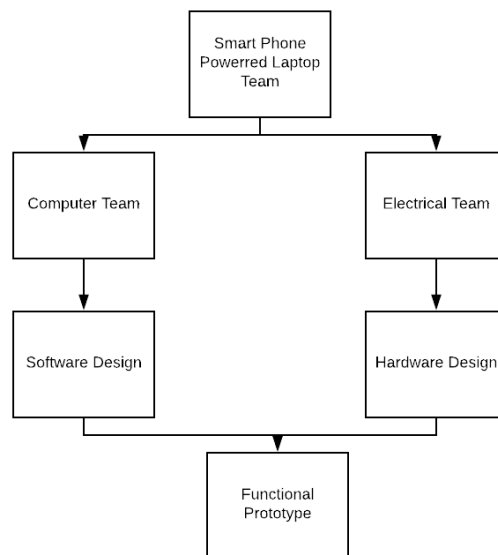 Smart Phone
Powerred Laptop
Team
Computer Team
Electrical Team
Software Design
Hardware Design
Functional
Prototype